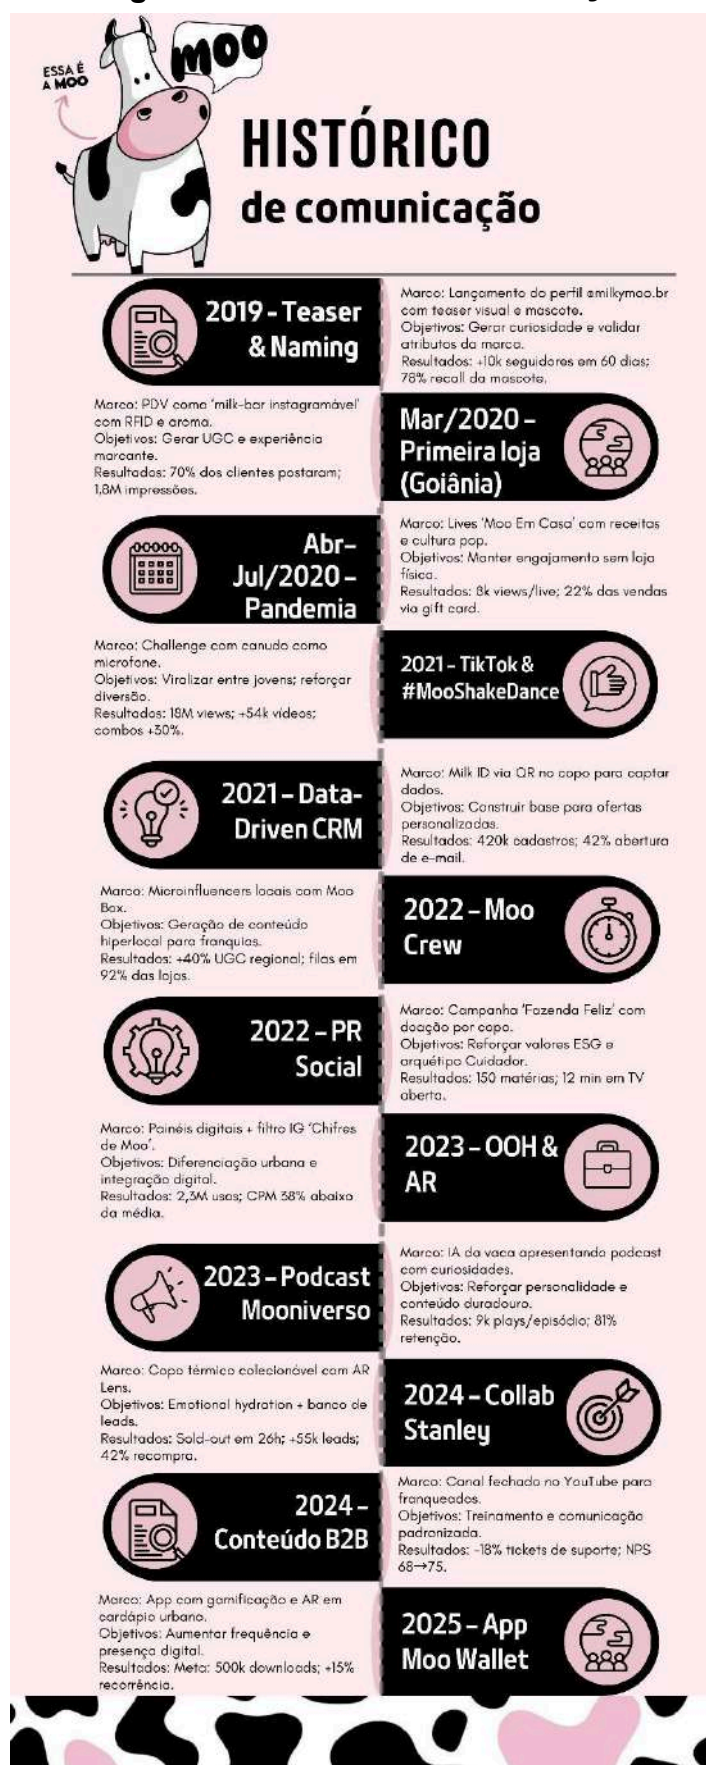 ESSA É
A MOO
MOO
HISTÓRICO
de comunicação
2019 – Teaser
& Naming
Marco: Lançamento do perfil @milkymoo.br
com teaser visual e mascote.
Objetivos: Gerar curiosidade e validar
atributos da marca.
Resultados: +10k seguidores em 60 dias;
78% recall da mascote.
Mar/2020 –
Primeira loja
(Goiânia)
Marco: PDV como 'milk-bar instagramável'
com RFID e aroma.
Objetivos: Gerar UGC e experiência
marcante.
Resultados: 70% dos clientes postaram;
1,8M impressões.
Abr–
Jul/2020 –
Pandemia
Marco: Lives 'Moo Em Casa' com receitas
e cultura pop.
Objetivos: Manter engajamento sem loja
física.
Resultados: 8k views/live; 22% das vendas
via gift card.
2021 – TikTok &
#MooShakeDance
Marco: Challenge com canudo como
microfone.
Objetivos: Viralizar entre jovens; reforçar
diversão.
Resultados: 18M views; +54k vídeos;
combos +30%.
2021 – Data-
Driven CRM
Marco: Milk ID via QR no copo para captar
dados.
Objetivos: Construir base para ofertas
personalizadas.
Resultados: 420k cadastros; 42% abertura
de e-mail.
2022 – Moo
Crew
Marco: Microinfluencers locais com Moo
Box.
Objetivos: Geração de conteúdo
hiperlocal para franquias.
Resultados: +40% UGC regional; filas em
92% das lojas.
2022 – PR
Social
Marco: Campanha 'Fazenda Feliz' com
doação por copo.
Objetivos: Reforçar valores ESG e
arquétipo Cuidador.
Resultados: 150 matérias; 12 min em TV
aberta.
2023 – OOH &
AR
Marco: Painéis digitais + filtro IG 'Chifres
de Moo'.
Objetivos: Diferenciação urbana e
integração digital.
Resultados: 2,3M usos; CPM 38% abaixo
da média.
2023 – Podcast
Mooniverso
Marco: IA da vaca apresentando podcast
com curiosidades.
Objetivos: Reforçar personalidade e
conteúdo duradouro.
Resultados: 9k plays/episódio; 81%
retenção.
2024 – Collab
Stanley
Marco: Copo térmico colecionável com AR
Lens.
Objetivos: Emotional hydration + banco de
leads.
Resultados: Sold-out em 26h; +55k leads;
42% recompra.
2024 –
Conteúdo B2B
Marco: Canal fechado no YouTube para
franqueados.
Objetivos: Treinamento e comunicação
padronizada.
Resultados: -18% tickets de suporte; NPS
68→75.
2025 – App
Moo Wallet
Marco: App com gamificação e AR em
cardápio urbano.
Objetivos: Aumentar frequência e
presença digital.
Resultados: Meta: 500k downloads; +15%
recorrência.